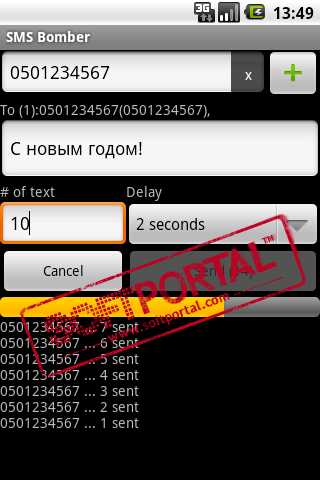 3G 13:49
SMS Bomber
0501234567 x
To (1):0501234567(0501234567),
С новым годом!
# of text Delay
10 2 seconds
Cancel
SOFTPORTAL™
www.softportal.com
0501234567 ... 7 sent
0501234567 ... 6 sent
0501234567 ... 5 sent
0501234567 ... 4 sent
0501234567 ... 3 sent
0501234567 ... 2 sent
0501234567 ... 1 sent